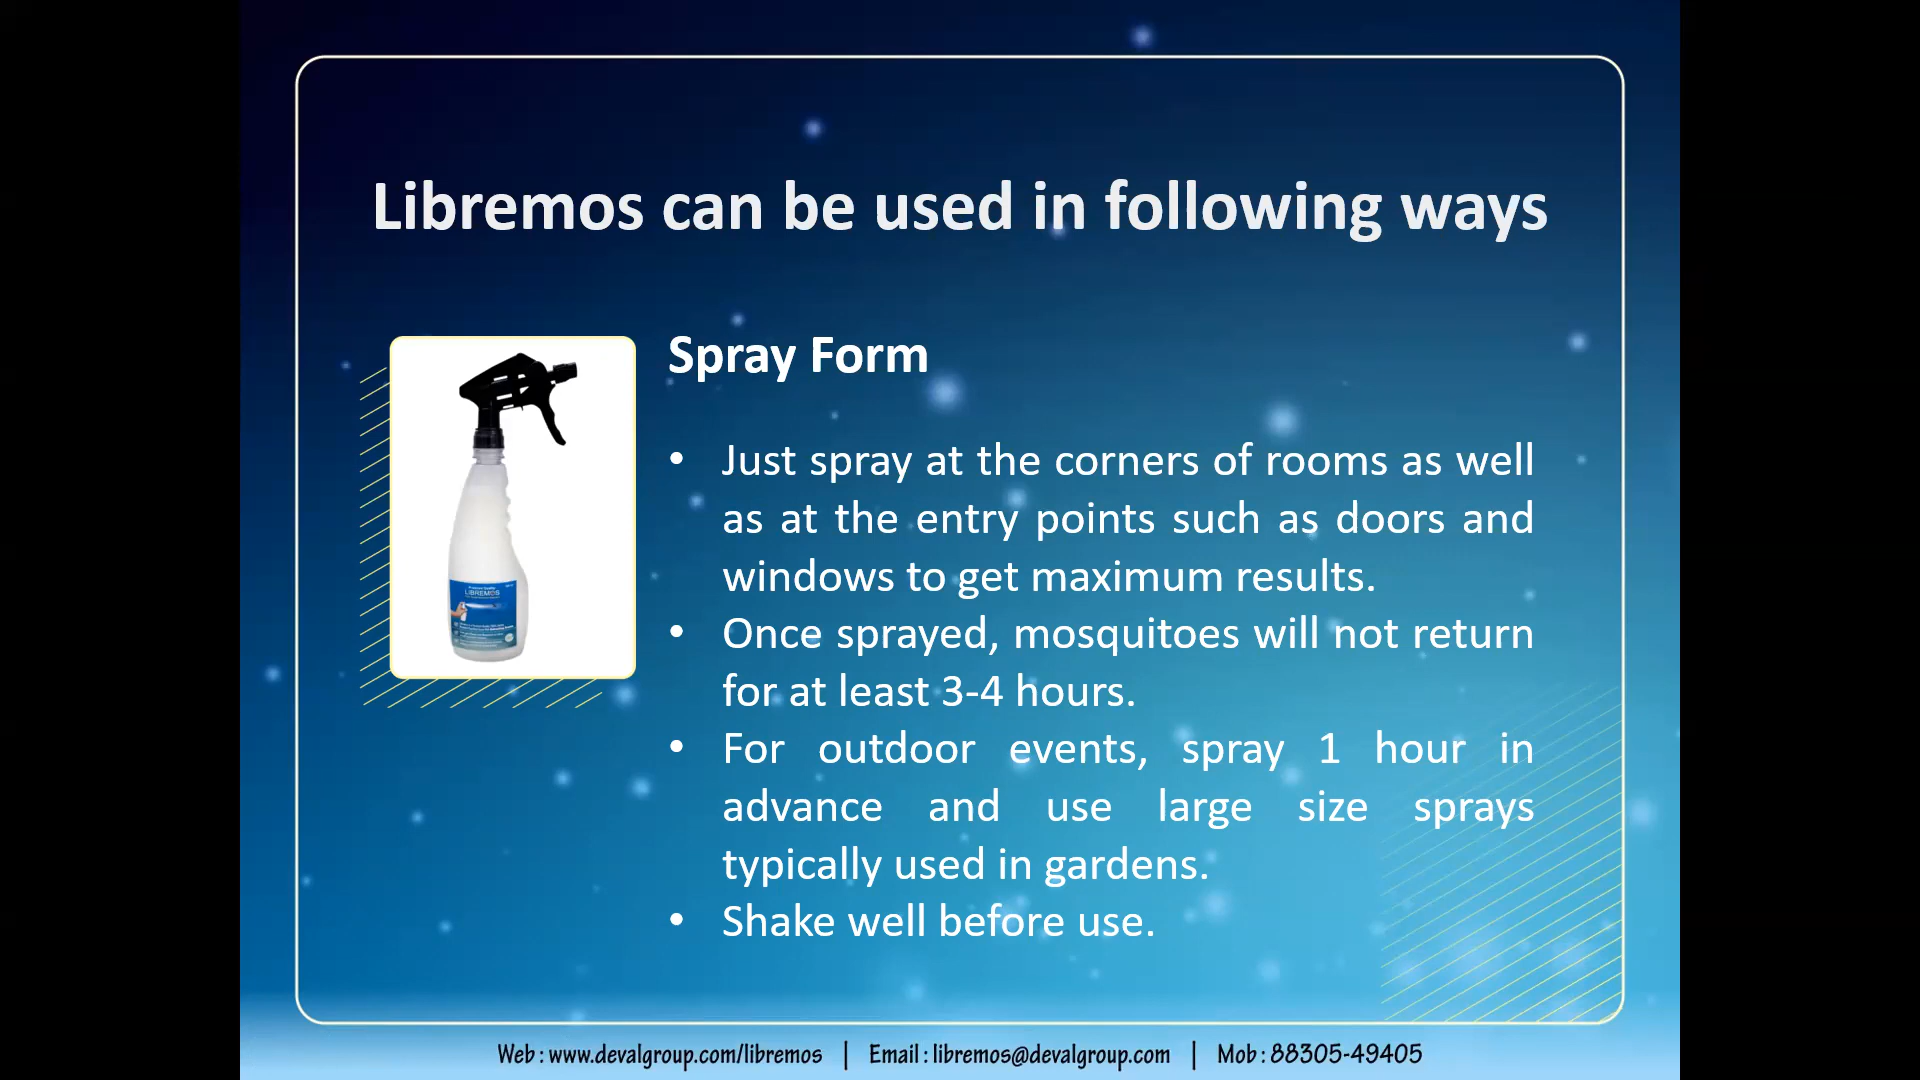 Libremos can be used in following ways
Spray Form
LIBREMOS
• Just spray at the corners of rooms as well
as at the entry points such as doors and
windows to get maximum results.
• Once sprayed, mosquitoes will not return
for at least 3-4 hours.
• For outdoor events, spray 1 hour in
advance and use large size sprays
typically used in gardens.
• Shake well before use.
Web : www.devalgroup.com/libremos | Email : libremos@devalgroup.com | Mob : 88305-49405